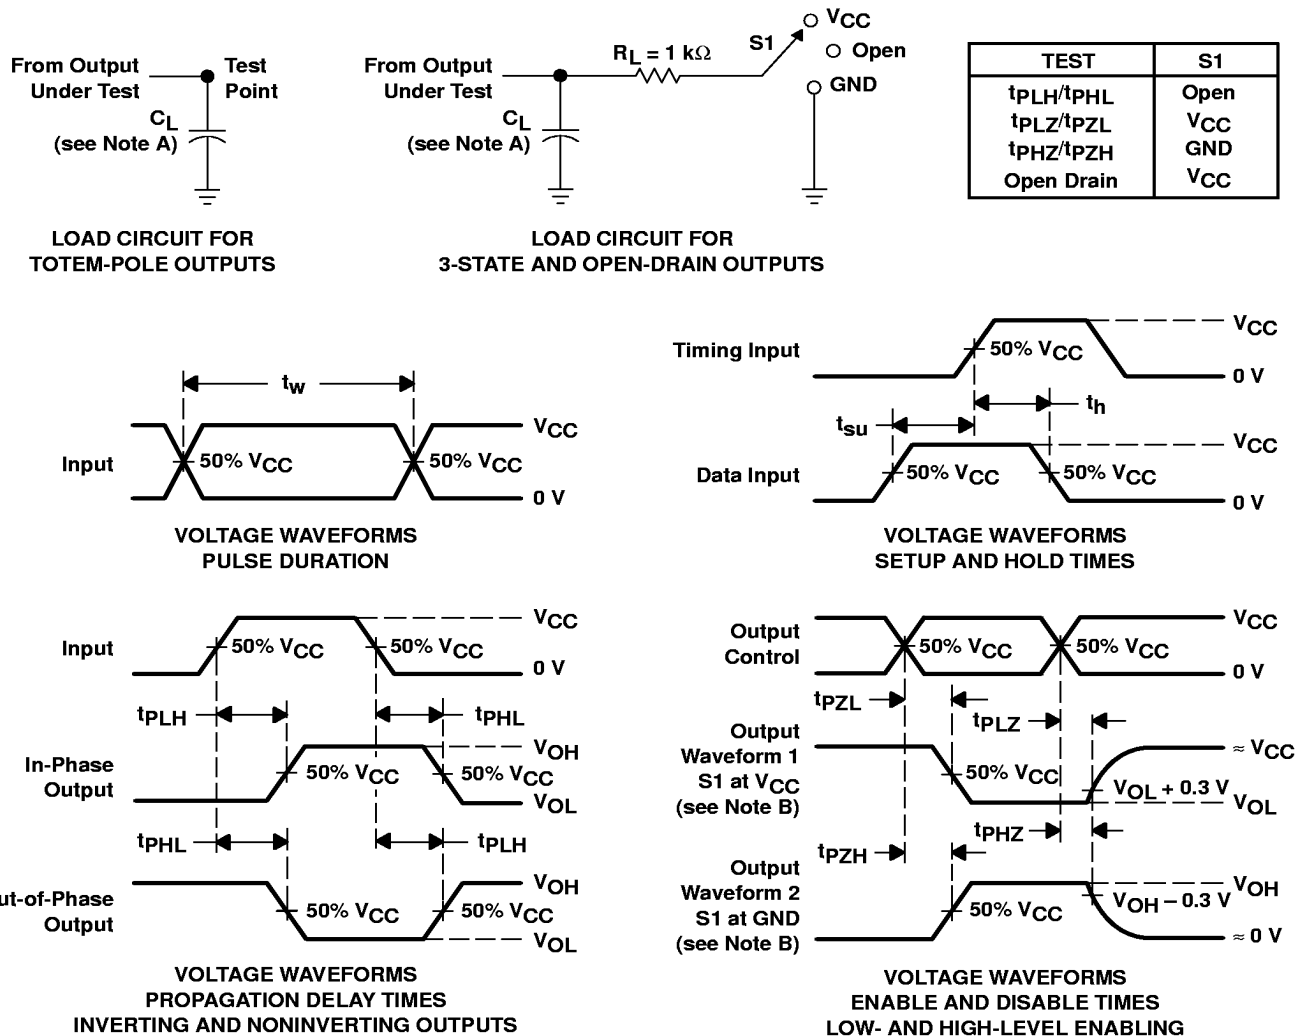 From Output
Under Test
Test
Point
CL
(see Note A)
LOAD CIRCUIT FOR
TOTEM-POLE OUTPUTS
From Output
Under Test
RL = 1 kΩ
S1
VCC
Open
GND
CL
(see Note A)
LOAD CIRCUIT FOR
3-STATE AND OPEN-DRAIN OUTPUTS
TEST S1
tPLH/tPHL Open
tPLZ/tPZL VCC
tPHZ/tPZH GND
Open Drain VCC
tw
Input
50% VCC
50% VCC
VCC
0 V
VOLTAGE WAVEFORMS
PULSE DURATION
Timing Input
50% VCC
VCC
0 V
th
tsu
Data Input
50% VCC
50% VCC
VCC
0 V
VOLTAGE WAVEFORMS
SETUP AND HOLD TIMES
Input
50% VCC
50% VCC
VCC
0 V
tPLH
tPHL
In-Phase
Output
50% VCC
50% VCC
VOH
VOL
tPHL
tPLH
ut-of-Phase
Output
50% VCC
50% VCC
VOH
VOL
VOLTAGE WAVEFORMS
PROPAGATION DELAY TIMES
INVERTING AND NONINVERTING OUTPUTS
Output
Control
50% VCC
50% VCC
VCC
0 V
tPZL
tPLZ
Output
Waveform 1
S1 at VCC
(see Note B)
50% VCC
VOL + 0.3 V
≈ VCC
VOL
tPZH
tPHZ
Output
Waveform 2
S1 at GND
(see Note B)
50% VCC
VOH − 0.3 V
VOH
≈ 0 V
VOLTAGE WAVEFORMS
ENABLE AND DISABLE TIMES
LOW- AND HIGH-LEVEL ENABLING